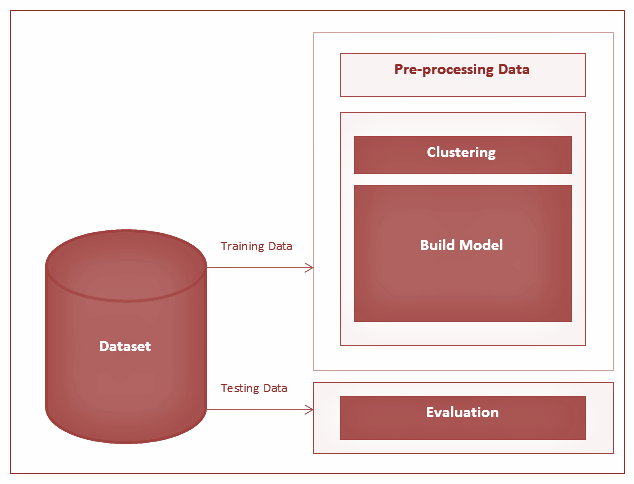 Pre-processing Data
Clustering
Build Model
Training Data
Dataset
Testing Data
Evaluation